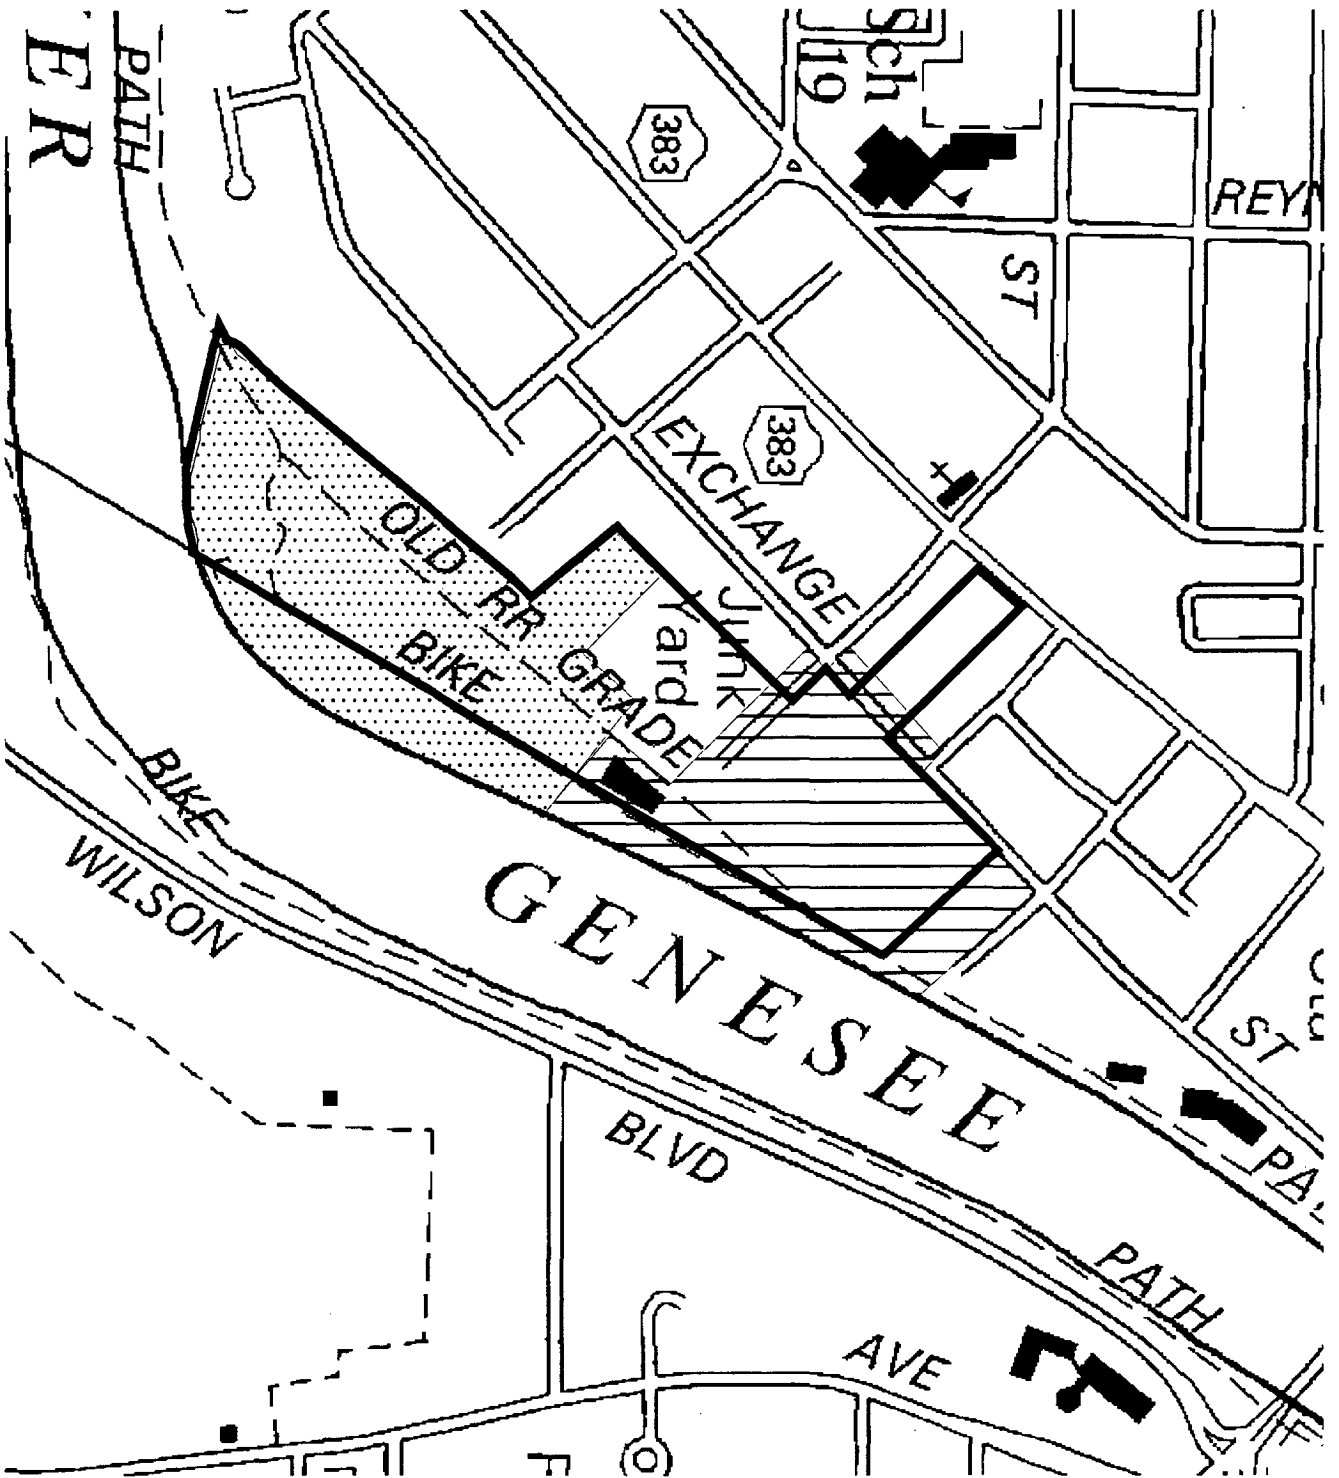 ER
PATH
Sch
19
383
REY
ST
383
EXCHANGE
OLD RR GRADE
Junk
Yard
BIKE
BIKE
WILSON
GENESEE
ST
BLVD
PA
PATH
AVE